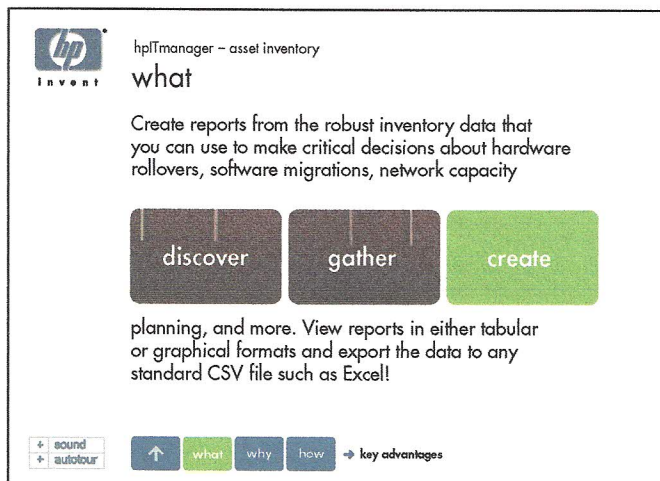 hp
invent
hpITmanager – asset inventory
what
Create reports from the robust inventory data that
you can use to make critical decisions about hardware
rollovers, software migrations, network capacity
discover gather create
planning, and more. View reports in either tabular
or graphical formats and export the data to any
standard CSV file such as Excel!
+ sound
+ autotour
↑ what why how → key advantages